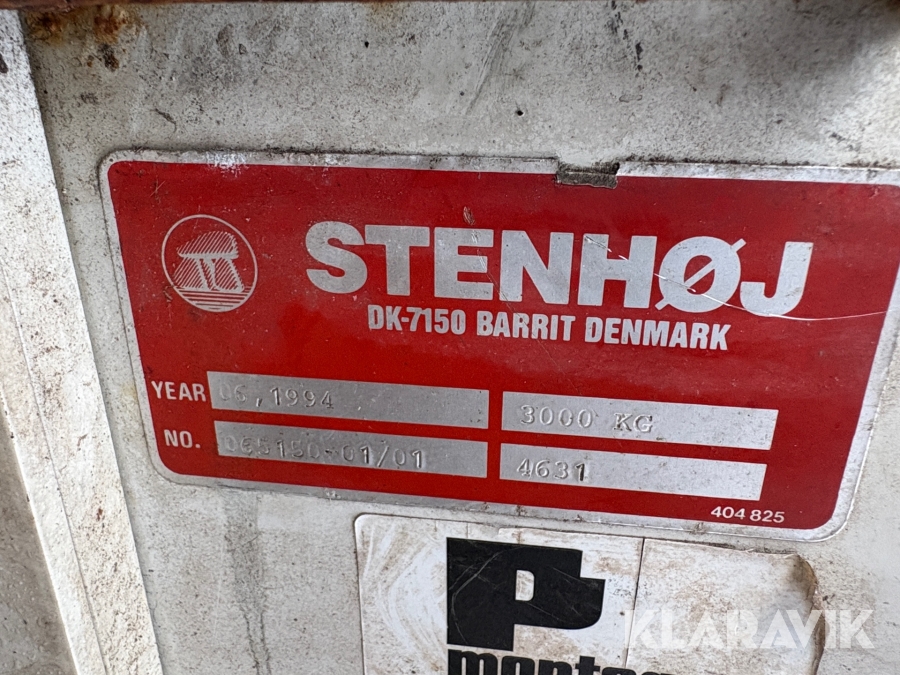 STENHØJ
DK-7150 BARRIT DENMARK
YEAR 06,1994 3000 KG
NO. 4631
404 825
P
KLARAVIK